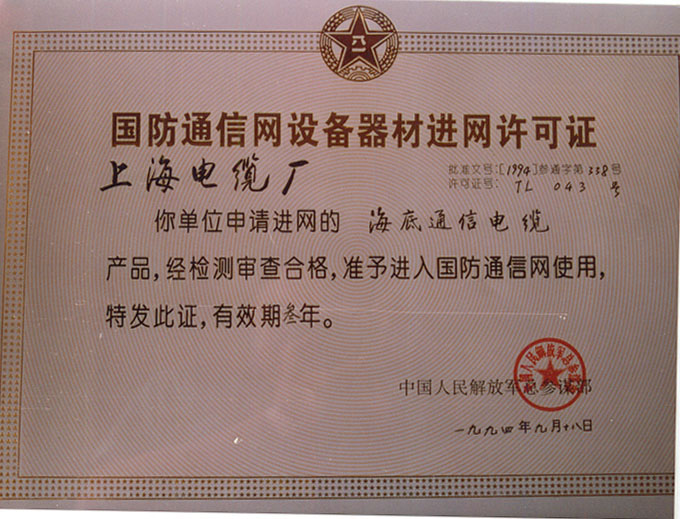 国防通信网设备器材进网许可证
批准文号:[1994]参通字第338号
上海电缆厂
许可证号: TL 043 号
你单位申请进网的 海底通信电缆
产品,经检测审查合格,准予进入国防通信网使用,
特发此证,有效期叁年。
中国人民解放军总参谋部
一九九四年九月十八日